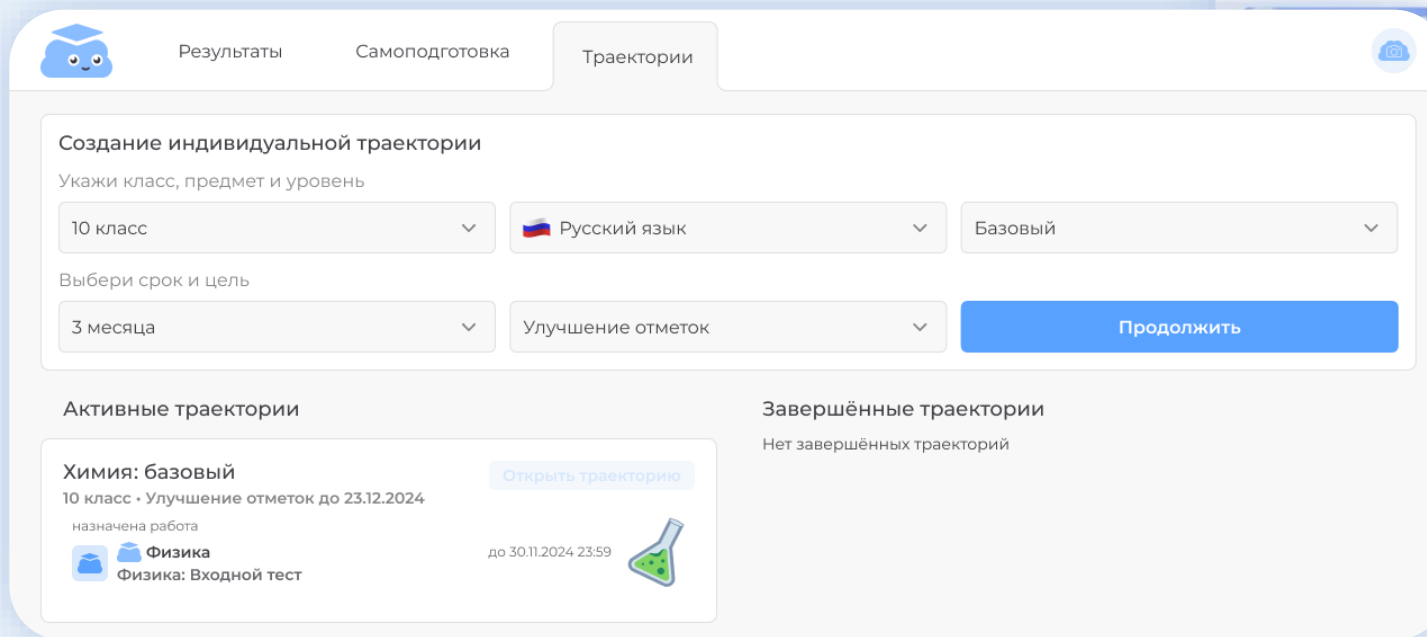 Результаты Самоподготовка Траектории
Создание индивидуальной траектории
Укажи класс, предмет и уровень
10 класс Русский язык Базовый
Выбери срок и цель
3 месяца Улучшение отметок Продолжить
Активные траектории
Химия: базовый Открыть траекторию
10 класс • Улучшение отметок до 23.12.2024
назначена работа
Физика до 30.11.2024 23:59
Физика: Входной тест
Завершённые траектории
Нет завершённых траекторий